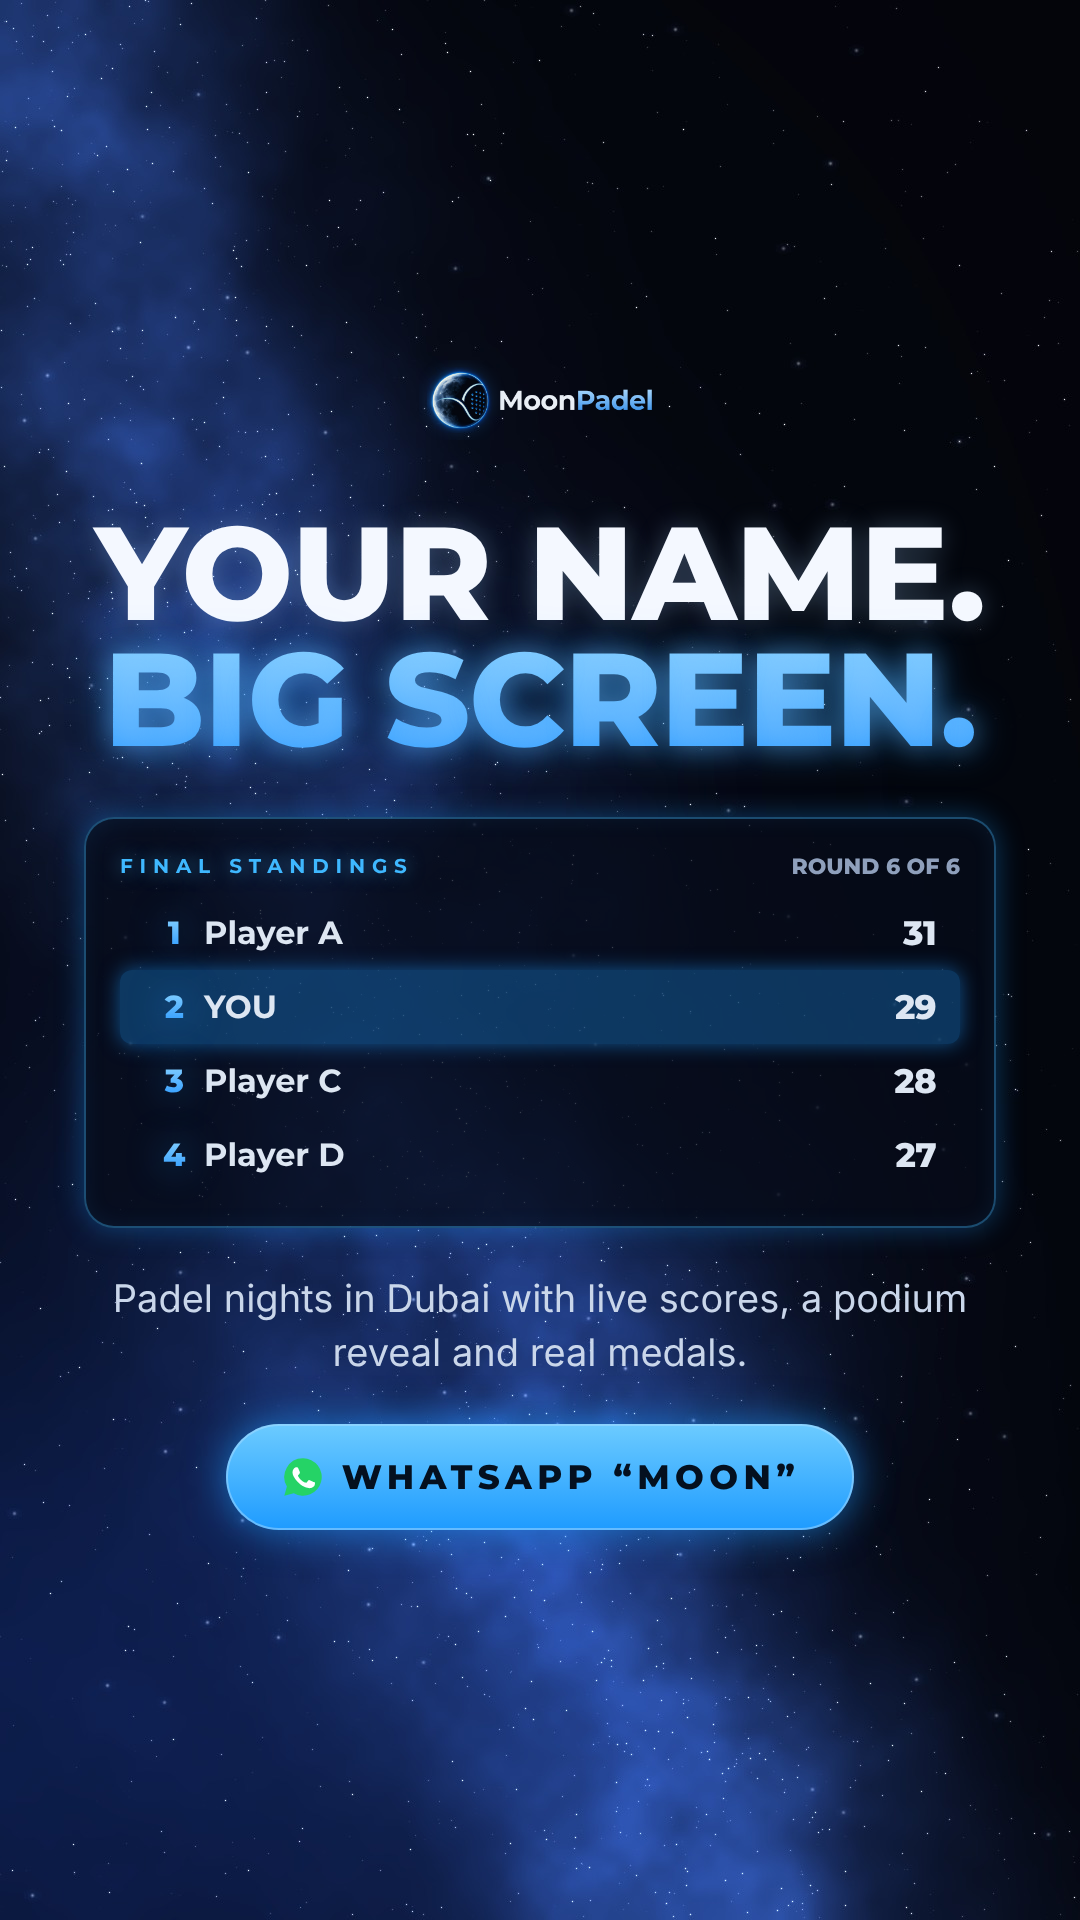 MoonPadel
YOUR NAME.
BIG SCREEN.
FINAL STANDINGS ROUND 6 OF 6
1 Player A 31
2 YOU 29
3 Player C 28
4 Player D 27
Padel nights in Dubai with live scores, a podium
reveal and real medals.
WHATSAPP “MOON”